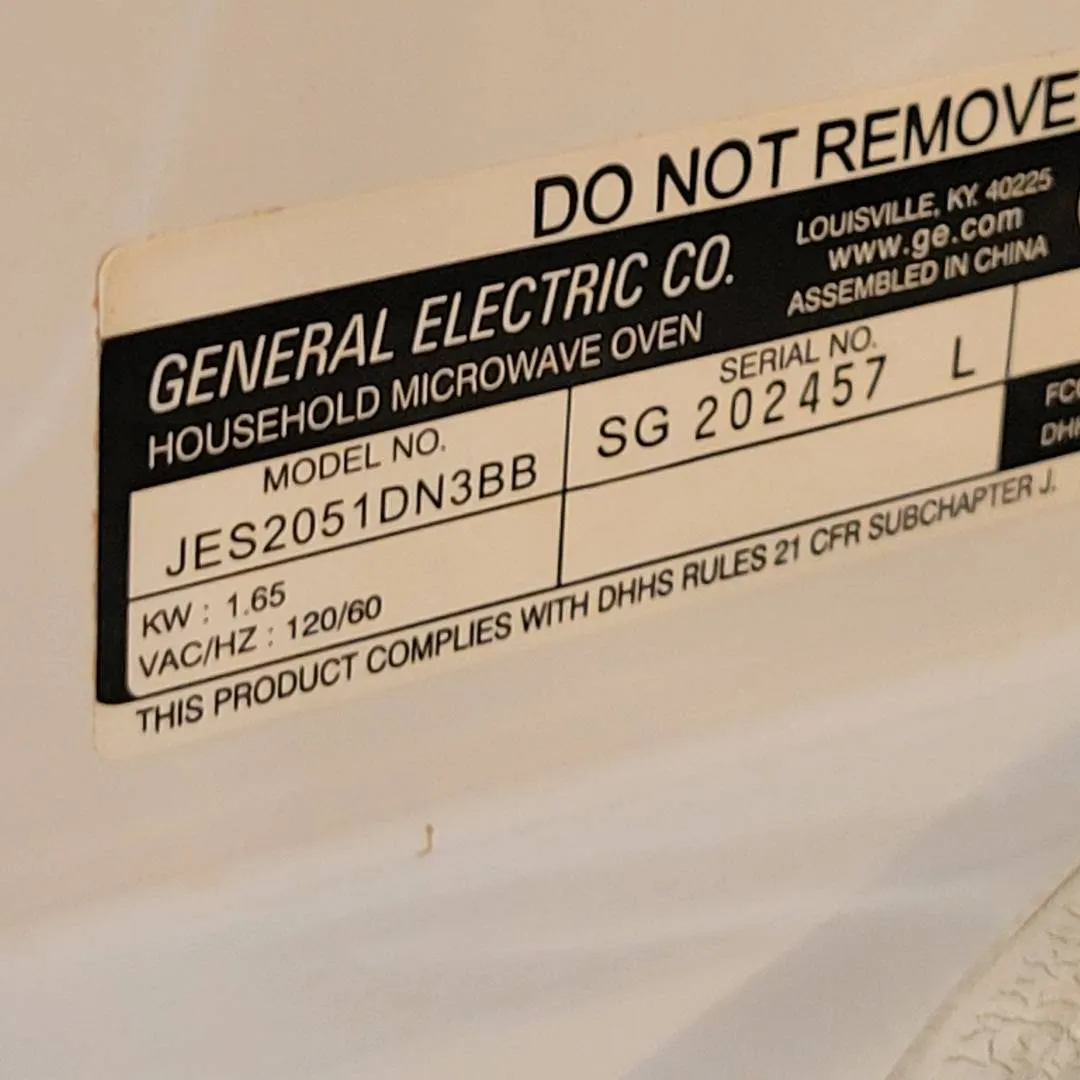 DO NOT REMOVE
GENERAL ELECTRIC CO.
HOUSEHOLD MICROWAVE OVEN
LOUISVILLE, KY. 40225
www.ge.com
ASSEMBLED IN CHINA
MODEL NO.
JES2051DN3BB
SERIAL NO.
SG 202457 L
KW : 1.65
VAC/HZ : 120/60
THIS PRODUCT COMPLIES WITH DHHS RULES 21 CFR SUBCHAPTER J.